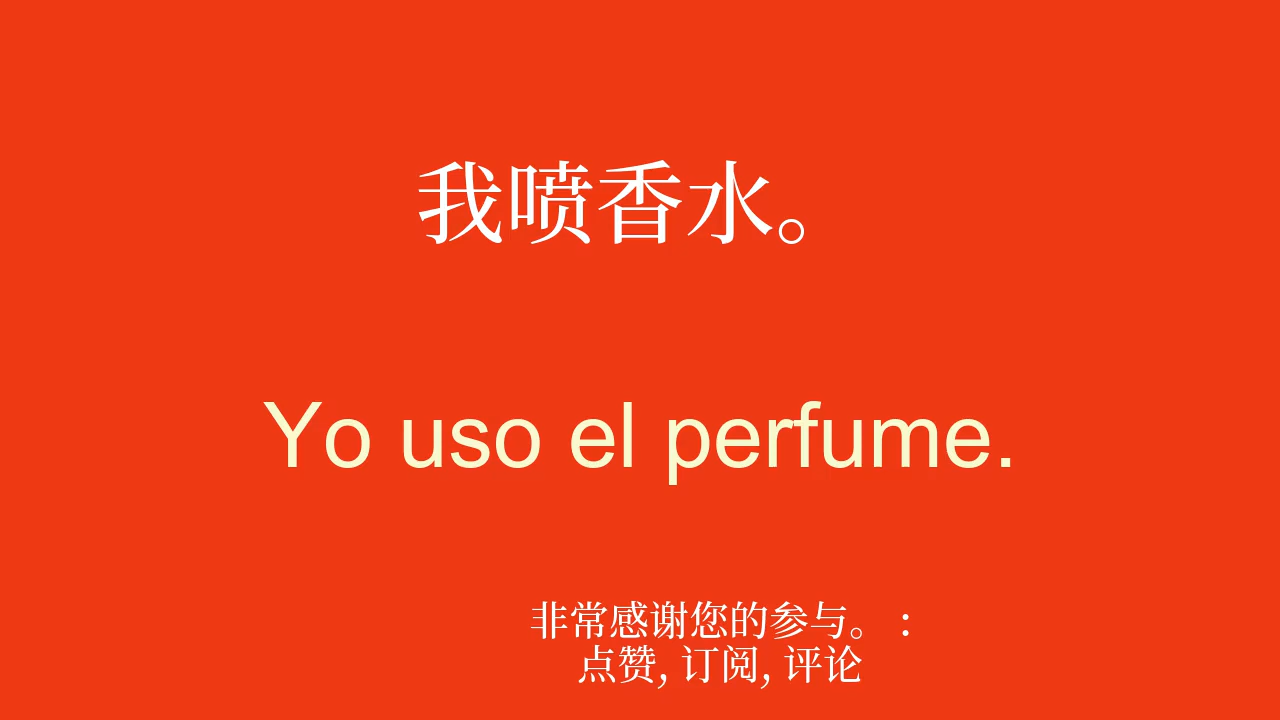 我喷香水。
Yo uso el perfume.
非常感谢您的参与。 :
点赞, 订阅, 评论